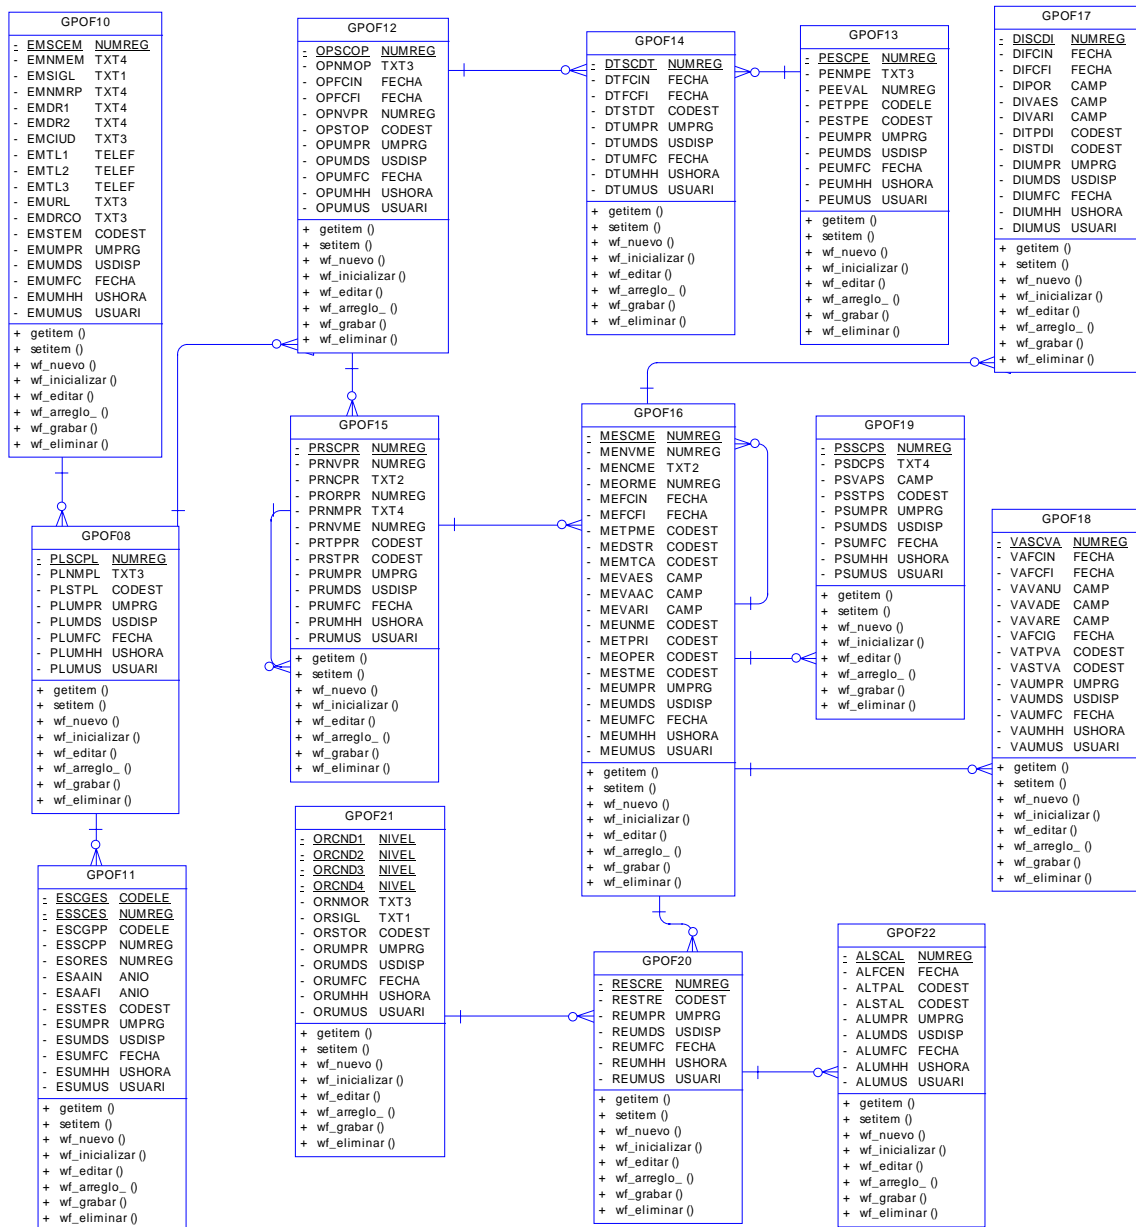 GPOF10
- EMSCEM NUMREG
- EMNMEM TXT4
- EMSIGL TXT1
- EMNMRP TXT4
- EMDR1 TXT4
- EMDR2 TXT4
- EMCIUD TXT3
- EMTL1 TELEF
- EMTL2 TELEF
- EMTL3 TELEF
- EMURL TXT3
- EMDRCO TXT3
- EMSTEM CODEST
- EMUMPR UMPRG
- EMUMDS USDISP
- EMUMFC FECHA
- EMUMHH USHORA
- EMUMUS USUARI
+ getitem ()
+ setitem ()
+ wf_nuevo ()
+ wf_inicializar ()
+ wf_editar ()
+ wf_arreglo_ ()
+ wf_grabar ()
+ wf_eliminar ()
GPOF12
- OPSCOP NUMREG
- OPNMOP TXT3
- OPFCIN FECHA
- OPFCFI FECHA
- OPNVPR NUMREG
- OPSTOP CODEST
- OPUMPR UMPRG
- OPUMDS USDISP
- OPUMFC FECHA
- OPUMHH USHORA
- OPUMUS USUARI
+ getitem ()
+ setitem ()
+ wf_nuevo ()
+ wf_inicializar ()
+ wf_editar ()
+ wf_arreglo_ ()
+ wf_grabar ()
+ wf_eliminar ()
GPOF14
- DTSCDT NUMREG
- DTFCIN FECHA
- DTFCFI FECHA
- DTSTDT CODEST
- DTUMPR UMPRG
- DTUMDS USDISP
- DTUMFC FECHA
- DTUMHH USHORA
- DTUMUS USUARI
+ getitem ()
+ setitem ()
+ wf_nuevo ()
+ wf_inicializar ()
+ wf_editar ()
+ wf_arreglo_ ()
+ wf_grabar ()
+ wf_eliminar ()
GPOF13
- PESCPE NUMREG
- PENMPE TXT3
- PEEVAL NUMREG
- PETPPE CODELE
- PESTPE CODEST
- PEUMPR UMPRG
- PEUMDS USDISP
- PEUMFC FECHA
- PEUMHH USHORA
- PEUMUS USUARI
+ getitem ()
+ setitem ()
+ wf_nuevo ()
+ wf_inicializar ()
+ wf_editar ()
+ wf_arreglo_ ()
+ wf_grabar ()
+ wf_eliminar ()
GPOF17
- DISCDI NUMREG
- DIFCIN FECHA
- DIFCFI FECHA
- DIPOR CAMP
- DIVAES CAMP
- DIVARI CAMP
- DITPDI CODEST
- DISTDI CODEST
- DIUMPR UMPRG
- DIUMDS USDISP
- DIUMFC FECHA
- DIUMHH USHORA
- DIUMUS USUARI
+ getitem ()
+ setitem ()
+ wf_nuevo ()
+ wf_inicializar ()
+ wf_editar ()
+ wf_arreglo_ ()
+ wf_grabar ()
+ wf_eliminar ()
GPOF08
- PLSCPL NUMREG
- PLNMPL TXT3
- PLSTPL CODEST
- PLUMPR UMPRG
- PLUMDS USDISP
- PLUMFC FECHA
- PLUMHH USHORA
- PLUMUS USUARI
+ getitem ()
+ setitem ()
+ wf_nuevo ()
+ wf_inicializar ()
+ wf_editar ()
+ wf_arreglo_ ()
+ wf_grabar ()
+ wf_eliminar ()
GPOF15
- PRSCPR NUMREG
- PRNVPR NUMREG
- PRNCPR TXT2
- PRORPR NUMREG
- PRNMPR TXT4
- PRNVME NUMREG
- PRTPPR CODEST
- PRSTPR CODEST
- PRUMPR UMPRG
- PRUMDS USDISP
- PRUMFC FECHA
- PRUMHH USHORA
- PRUMUS USUARI
+ getitem ()
+ setitem ()
+ wf_nuevo ()
+ wf_inicializar ()
+ wf_editar ()
+ wf_arreglo_ ()
+ wf_grabar ()
+ wf_eliminar ()
GPOF16
- MESCME NUMREG
- MENVME NUMREG
- MENCME TXT2
- MEORME NUMREG
- MEFCIN FECHA
- MEFCFI FECHA
- METPME CODEST
- MEDSTR CODEST
- MEMTCA CODEST
- MEVAES CAMP
- MEVAAC CAMP
- MEVARI CAMP
- MEUNME CODEST
- METPRI CODEST
- MEOPER CODEST
- MESTME CODEST
- MEUMPR UMPRG
- MEUMDS USDISP
- MEUMFC FECHA
- MEUMHH USHORA
- MEUMUS USUARI
+ getitem ()
+ setitem ()
+ wf_nuevo ()
+ wf_inicializar ()
+ wf_editar ()
+ wf_arreglo_ ()
+ wf_grabar ()
+ wf_eliminar ()
GPOF19
- PSSCPS NUMREG
- PSDCPS TXT4
- PSVAPS CAMP
- PSSTPS CODEST
- PSUMPR UMPRG
- PSUMDS USDISP
- PSUMFC FECHA
- PSUMHH USHORA
- PSUMUS USUARI
+ getitem ()
+ setitem ()
+ wf_nuevo ()
+ wf_inicializar ()
+ wf_editar ()
+ wf_arreglo_ ()
+ wf_grabar ()
+ wf_eliminar ()
GPOF18
- VASCVA NUMREG
- VAFCIN FECHA
- VAFCFI FECHA
- VAVANU CAMP
- VAVADE CAMP
- VAVARE CAMP
- VAFCIG FECHA
- VATPVA CODEST
- VASTVA CODEST
- VAUMPR UMPRG
- VAUMDS USDISP
- VAUMFC FECHA
- VAUMHH USHORA
- VAUMUS USUARI
+ getitem ()
+ setitem ()
+ wf_nuevo ()
+ wf_inicializar ()
+ wf_editar ()
+ wf_arreglo_ ()
+ wf_grabar ()
+ wf_eliminar ()
GPOF11
- ESCGES CODELE
- ESSCES NUMREG
- ESCGPP CODELE
- ESSCPP NUMREG
- ESORES NUMREG
- ESAAIN ANIO
- ESAAFI ANIO
- ESSTES CODEST
- ESUMPR UMPRG
- ESUMDS USDISP
- ESUMFC FECHA
- ESUMHH USHORA
- ESUMUS USUARI
+ getitem ()
+ setitem ()
+ wf_nuevo ()
+ wf_inicializar ()
+ wf_editar ()
+ wf_arreglo_ ()
+ wf_grabar ()
+ wf_eliminar ()
GPOF21
- ORCND1 NIVEL
- ORCND2 NIVEL
- ORCND3 NIVEL
- ORCND4 NIVEL
- ORNMOR TXT3
- ORSIGL TXT1
- ORSTOR CODEST
- ORUMPR UMPRG
- ORUMDS USDISP
- ORUMFC FECHA
- ORUMHH USHORA
- ORUMUS USUARI
+ getitem ()
+ setitem ()
+ wf_nuevo ()
+ wf_inicializar ()
+ wf_editar ()
+ wf_arreglo_ ()
+ wf_grabar ()
+ wf_eliminar ()
GPOF20
- RESCRE NUMREG
- RESTRE CODEST
- REUMPR UMPRG
- REUMDS USDISP
- REUMFC FECHA
- REUMHH USHORA
- REUMUS USUARI
+ getitem ()
+ setitem ()
+ wf_nuevo ()
+ wf_inicializar ()
+ wf_editar ()
+ wf_arreglo_ ()
+ wf_grabar ()
+ wf_eliminar ()
GPOF22
- ALSCAL NUMREG
- ALFCEN FECHA
- ALTPAL CODEST
- ALSTAL CODEST
- ALUMPR UMPRG
- ALUMDS USDISP
- ALUMFC FECHA
- ALUMHH USHORA
- ALUMUS USUARI
+ getitem ()
+ setitem ()
+ wf_nuevo ()
+ wf_inicializar ()
+ wf_editar ()
+ wf_arreglo_ ()
+ wf_grabar ()
+ wf_eliminar ()